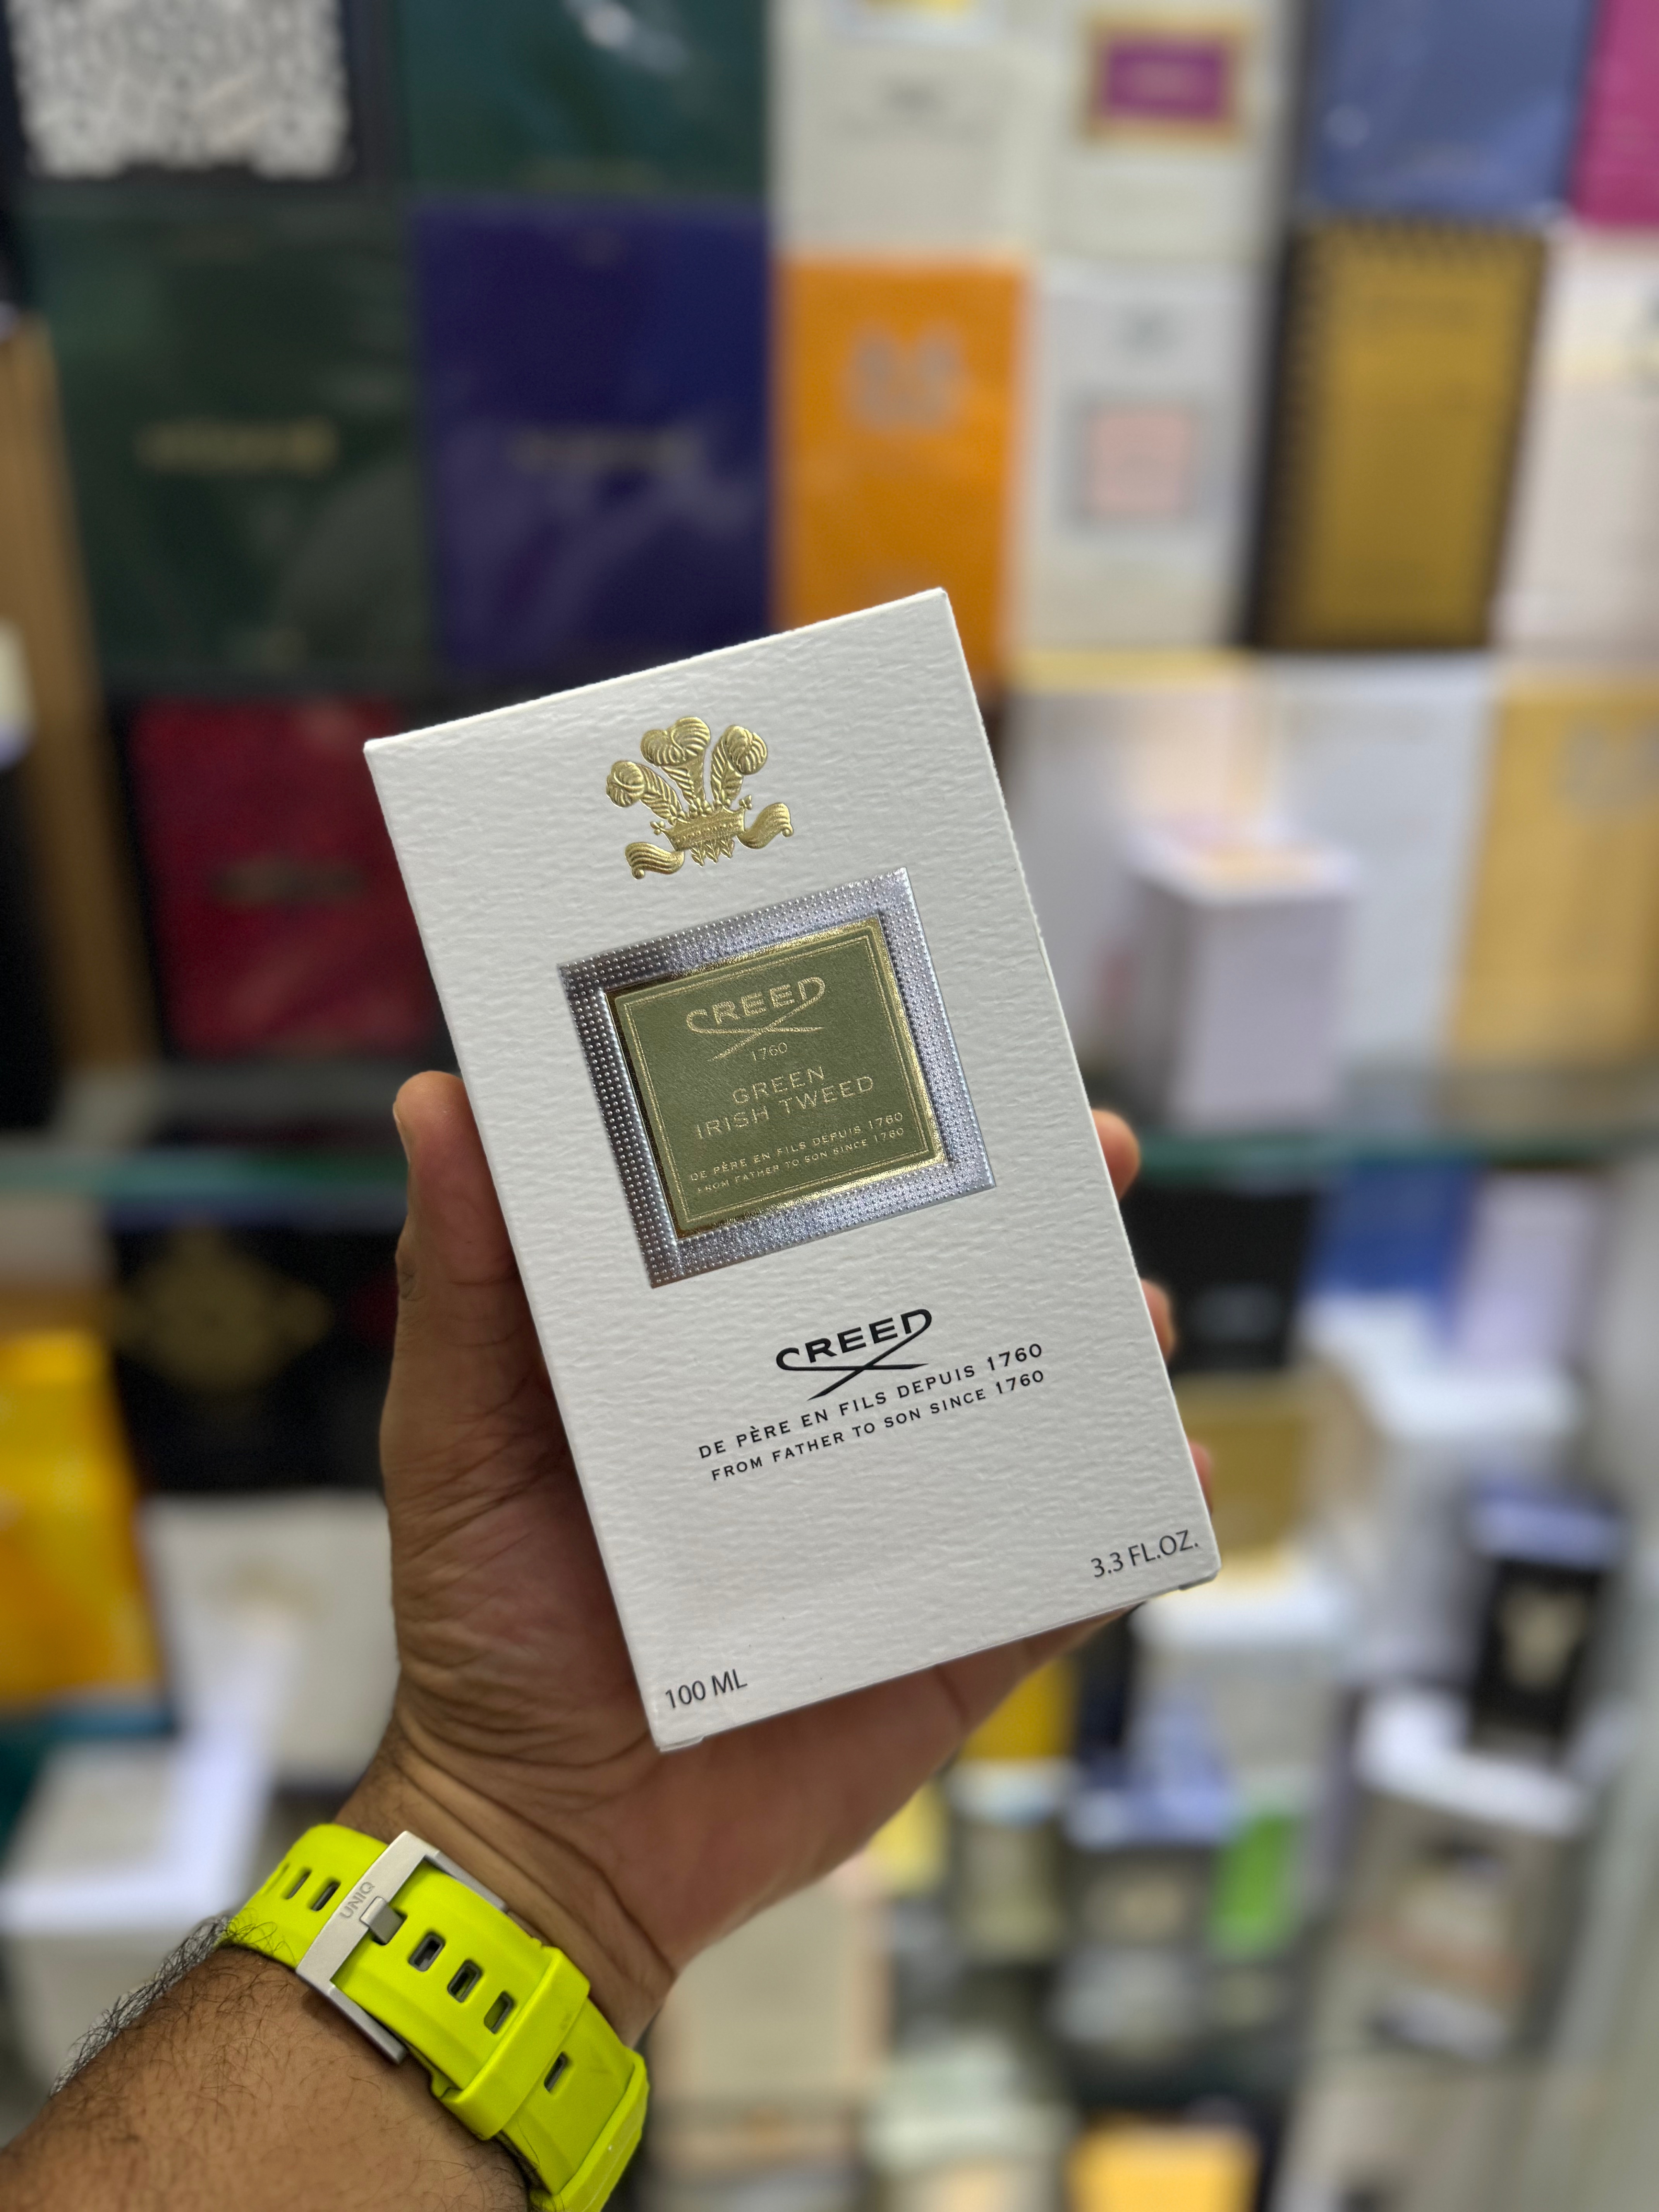 CREED
1760
GREEN
IRISH TWEED
DE PÈRE EN FILS DEPUIS 1760
FROM FATHER TO SON SINCE 1760
CREED
DE PÈRE EN FILS DEPUIS 1760
FROM FATHER TO SON SINCE 1760
3.3 FL.OZ.
100 ML
UNIQ